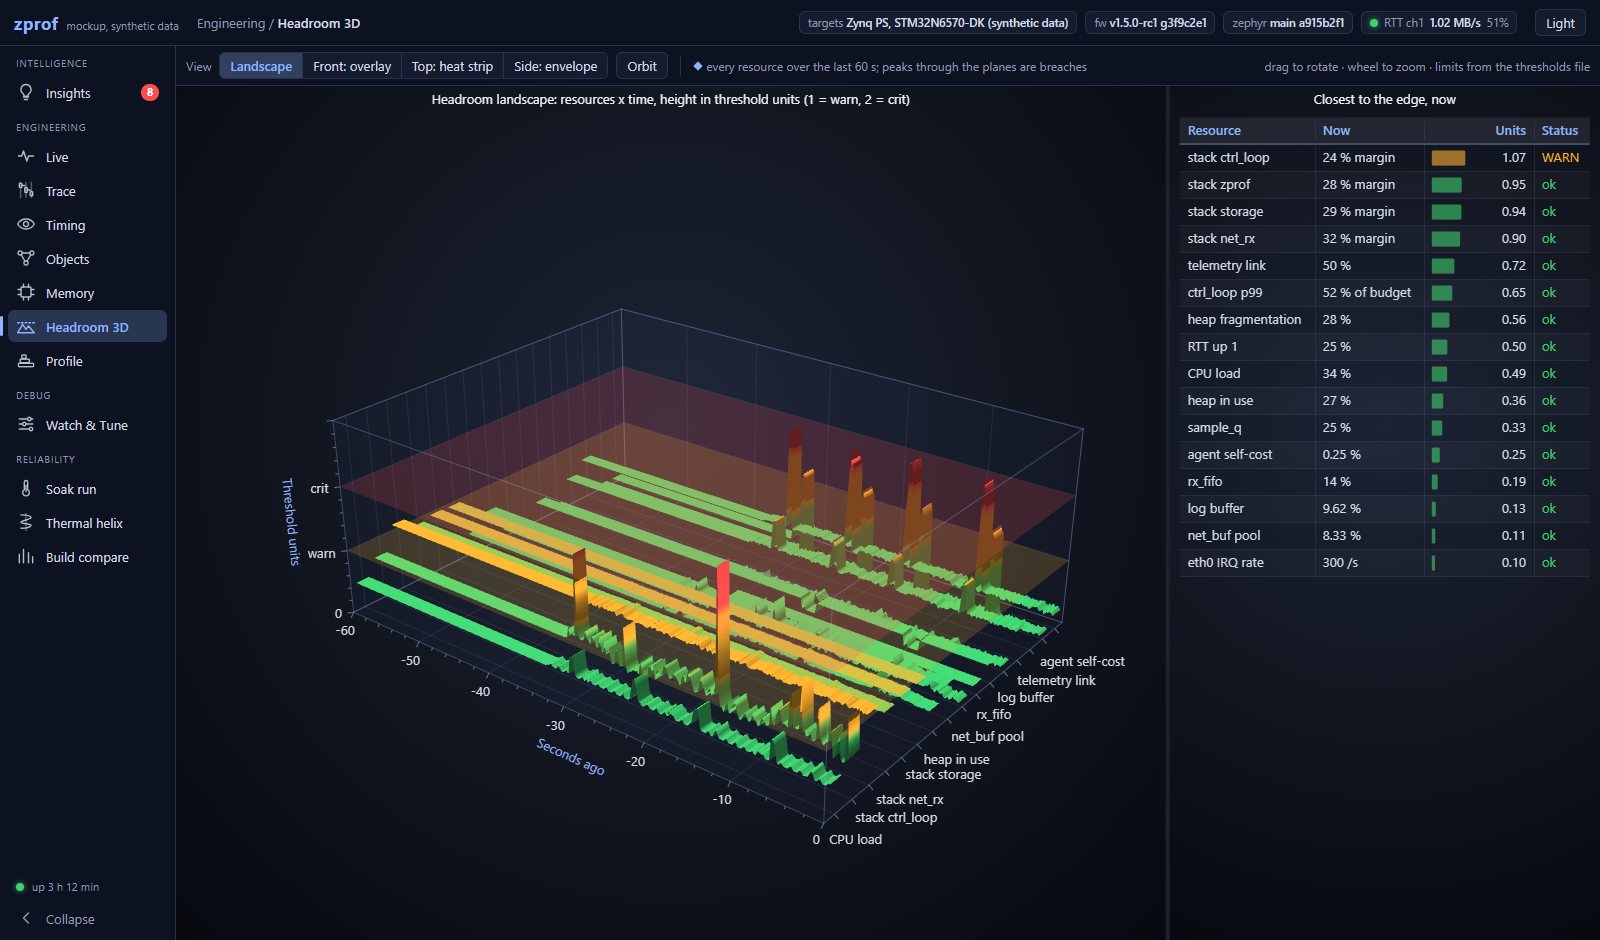 zprof mockup, synthetic data
Engineering / Headroom 3D
targets Zynq PS, STM32N6570-DK (synthetic data)
fw v1.5.0-rc1 g3f9c2e1
zephyr main a915b2f1
RTT ch1 1.02 MB/s 51%
Light
INTELLIGENCE
Insights 8
ENGINEERING
Live
Trace
Timing
Objects
Memory
Headroom 3D
Profile
DEBUG
Watch & Tune
RELIABILITY
Soak run
Thermal helix
Build compare
up 3 h 12 min
Collapse
View Landscape Front: overlay Top: heat strip Side: envelope Orbit
every resource over the last 60 s; peaks through the planes are breaches
drag to rotate · wheel to zoom · limits from the thresholds file
Headroom landscape: resources x time, height in threshold units (1 = warn, 2 = crit)
Threshold units
crit
warn
0
-60
-50
-40
-30
-20
-10
0
Seconds ago
agent self-cost
telemetry link
log buffer
rx_fifo
net_buf pool
heap in use
stack storage
stack net_rx
stack ctrl_loop
CPU load
Closest to the edge, now
Resource Now Units Status
stack ctrl_loop 24 % margin 1.07 WARN
stack zprof 28 % margin 0.95 ok
stack storage 29 % margin 0.94 ok
stack net_rx 32 % margin 0.90 ok
telemetry link 50 % 0.72 ok
ctrl_loop p99 52 % of budget 0.65 ok
heap fragmentation 28 % 0.56 ok
RTT up 1 25 % 0.50 ok
CPU load 34 % 0.49 ok
heap in use 27 % 0.36 ok
sample_q 25 % 0.33 ok
agent self-cost 0.25 % 0.25 ok
rx_fifo 14 % 0.19 ok
log buffer 9.62 % 0.13 ok
net_buf pool 8.33 % 0.11 ok
eth0 IRQ rate 300 /s 0.10 ok